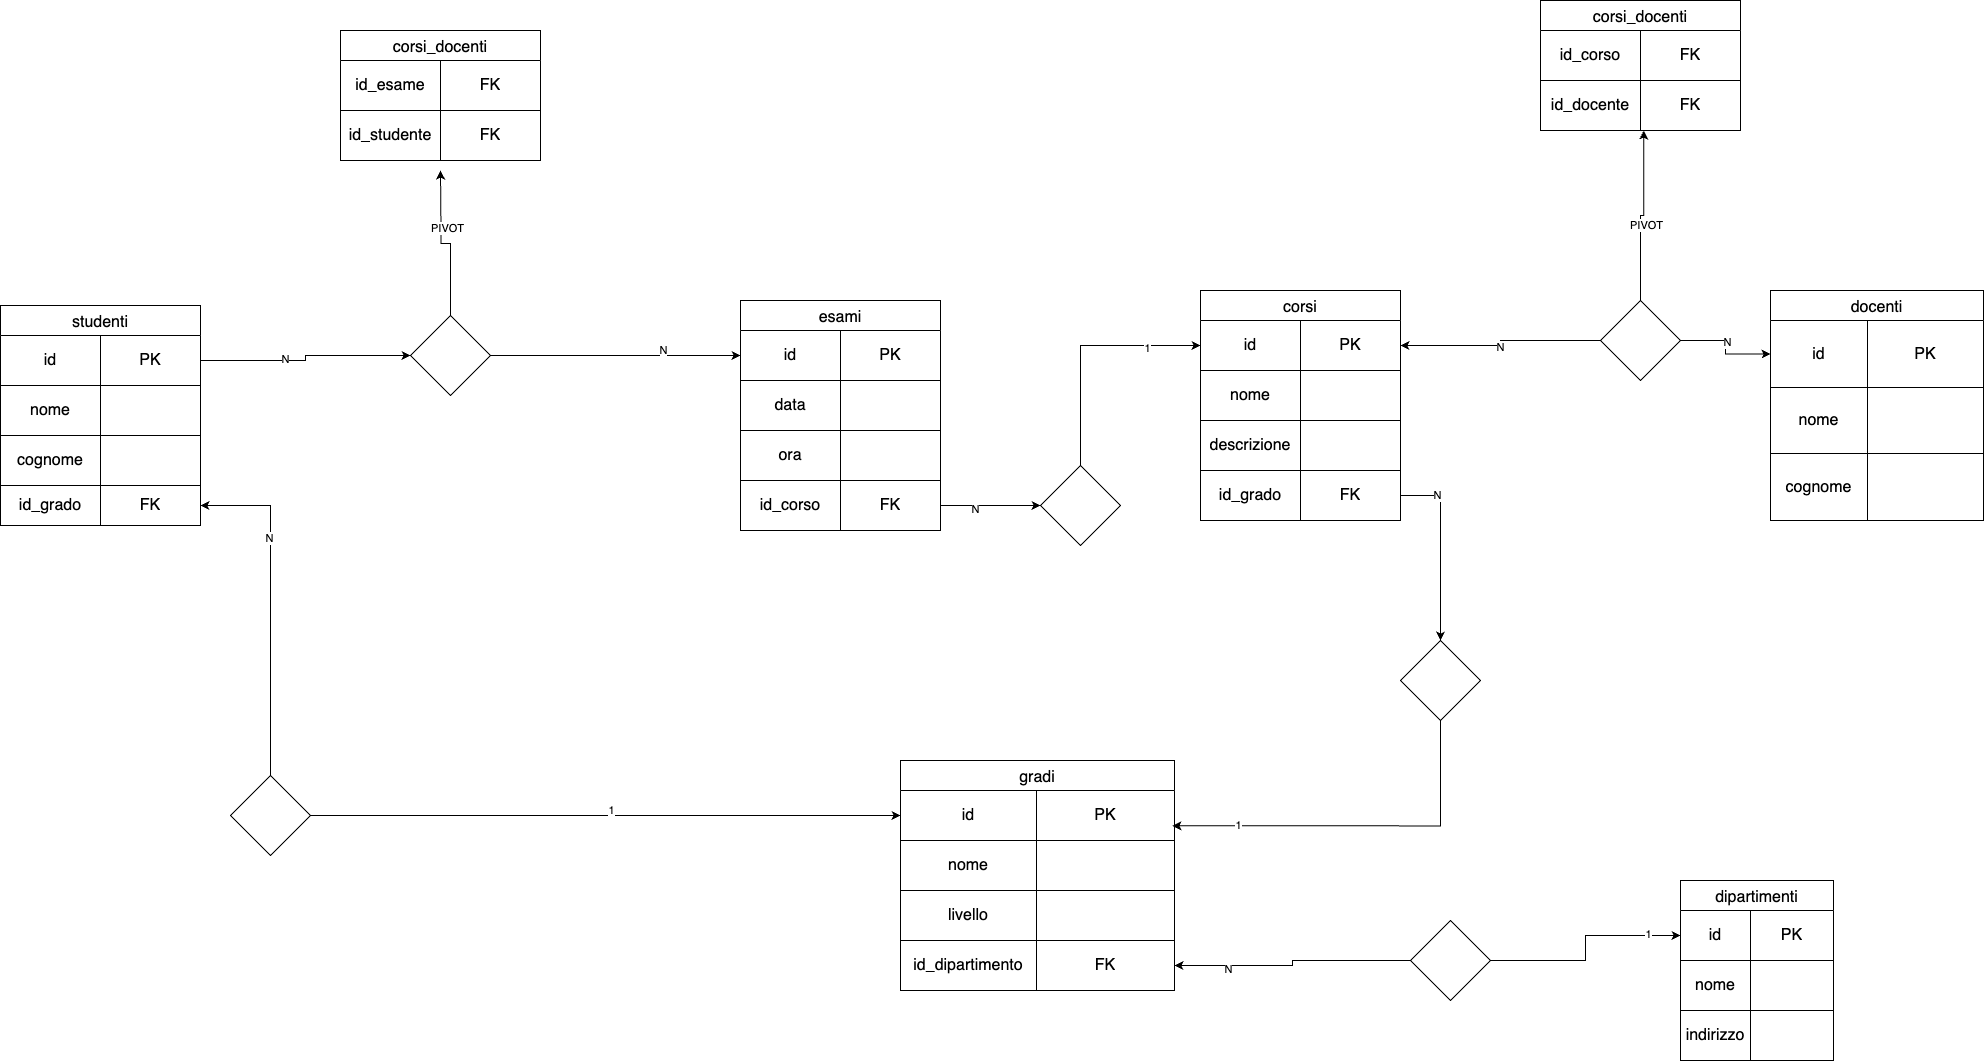 corsi_docenti
id_esame FK
id_studente FK
PIVOT
corsi_docenti
id_corso FK
id_docente FK
PIVOT
studenti
id PK
nome
cognome
id_grado FK
N
N
N
esami
id PK
data
ora
id_corso FK
N
1
corsi
id PK
nome
descrizione
id_grado FK
N
N
N
docenti
id PK
nome
cognome
1
1
gradi
id PK
nome
livello
id_dipartimento FK
N
1
dipartimenti
id PK
nome
indirizzo